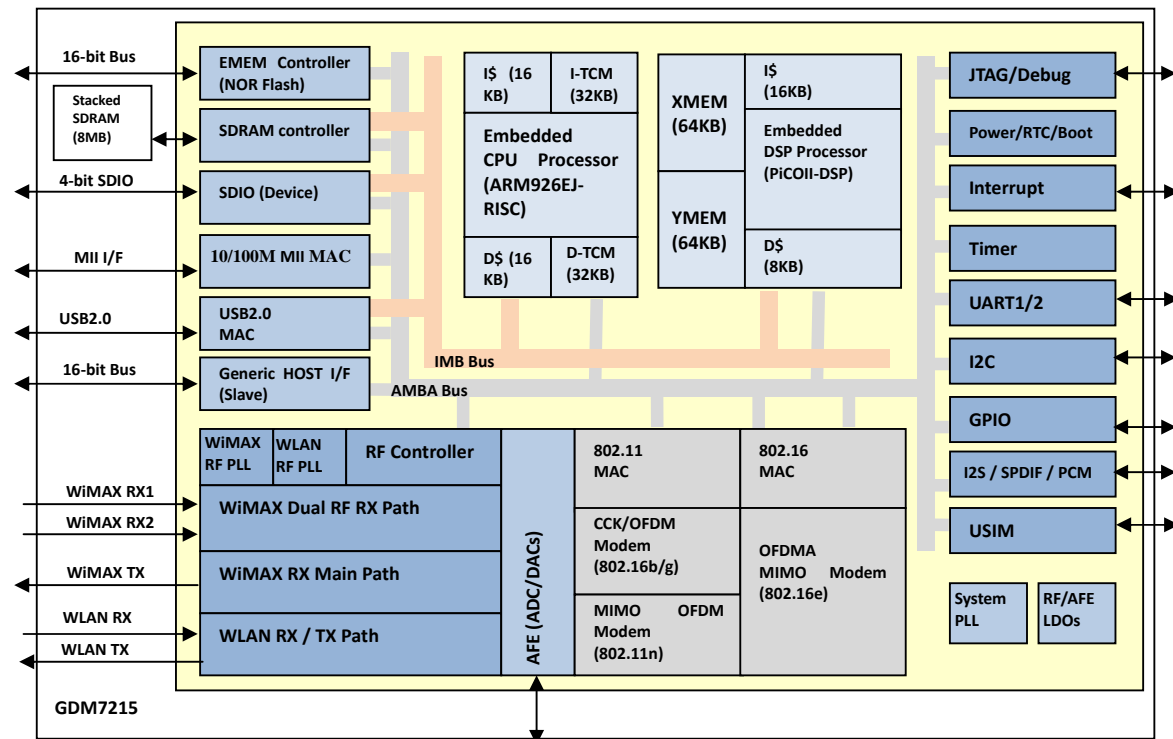 16-bit Bus
Stacked
SDRAM
(8MB)
4-bit SDIO
MII I/F
USB2.0
16-bit Bus
EMEM Controller
(NOR Flash)
SDRAM controller
SDIO (Device)
10/100M MII MAC
USB2.0
MAC
Generic HOST I/F
(Slave)
I$ (16
KB)
I-TCM
(32KB)
Embedded
CPU Processor
(ARM926EJ-
RISC)
D$ (16
KB)
D-TCM
(32KB)
XMEM
(64KB)
YMEM
(64KB)
I$
(16KB)
Embedded
DSP Processor
(PiCOII-DSP)
D$
(8KB)
IMB Bus
AMBA Bus
JTAG/Debug
Power/RTC/Boot
Interrupt
Timer
UART1/2
I2C
GPIO
I2S / SPDIF / PCM
USIM
System
PLL
RF/AFE
LDOs
WiMAX RX1
WiMAX RX2
WiMAX TX
WLAN RX
WLAN TX
WiMAX
RF PLL
WLAN
RF PLL
RF Controller
WiMAX Dual RF RX Path
WiMAX RX Main Path
WLAN RX / TX Path
AFE (ADC/DACs)
802.11
MAC
802.16
MAC
CCK/OFDM
Modem
(802.16b/g)
MIMO OFDM
Modem
(802.11n)
OFDMA
MIMO Modem
(802.16e)
GDM7215